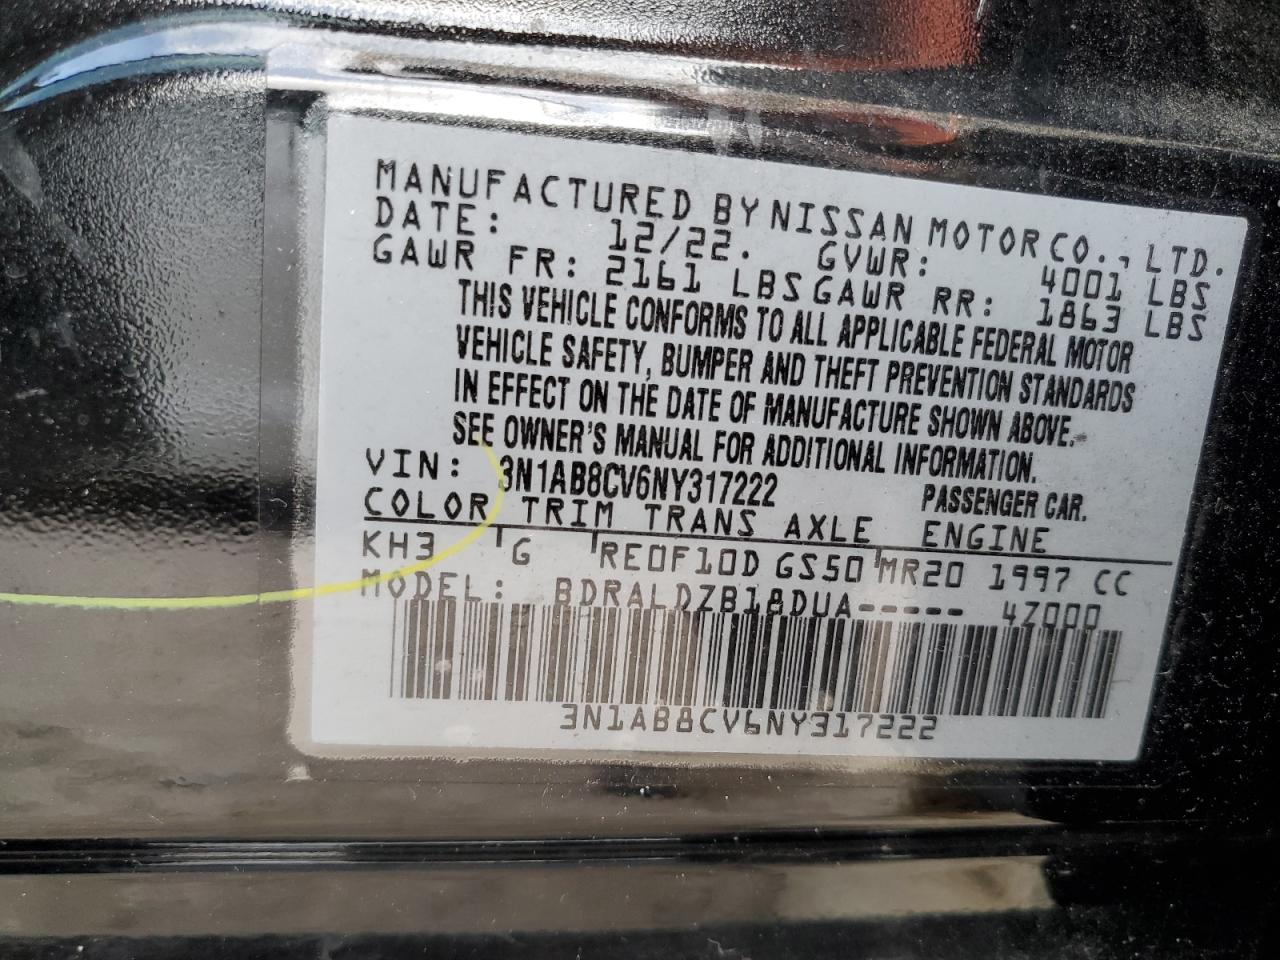 MANUFACTURED BY NISSAN MOTOR CO., LTD.
DATE: 12/22. GVWR: 4001 LBS
GAWR FR: 2161 LBS GAWR RR: 1863 LBS
THIS VEHICLE CONFORMS TO ALL APPLICABLE FEDERAL MOTOR
VEHICLE SAFETY, BUMPER AND THEFT PREVENTION STANDARDS
IN EFFECT ON THE DATE OF MANUFACTURE SHOWN ABOVE.
SEE OWNER'S MANUAL FOR ADDITIONAL INFORMATION.
VIN: 3N1AB8CV6NY317222 PASSENGER CAR.
COLOR TRIM TRANS AXLE ENGINE
KH3 G RE0F10D GS50 MR20 1997 CC
MODEL: BDRALDZB18DUA----- 4Z000
3N1AB8CV6NY317222